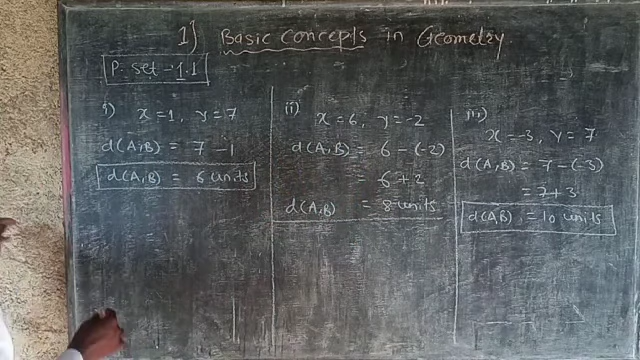 1] Basic Concepts in Geometry
P. set - 1.1
i) x = 1, y = 7
d(A,B) = 7 - 1
d(A,B) = 6 units
(ii)
x = 6, y = -2
d(A,B) = 6 - (-2)
= 6 + 2
d(A,B) = 8 units
iii)
x = -3, y = 7
d(A,B) = 7 - (-3)
= 7 + 3
d(A,B) = 10 units